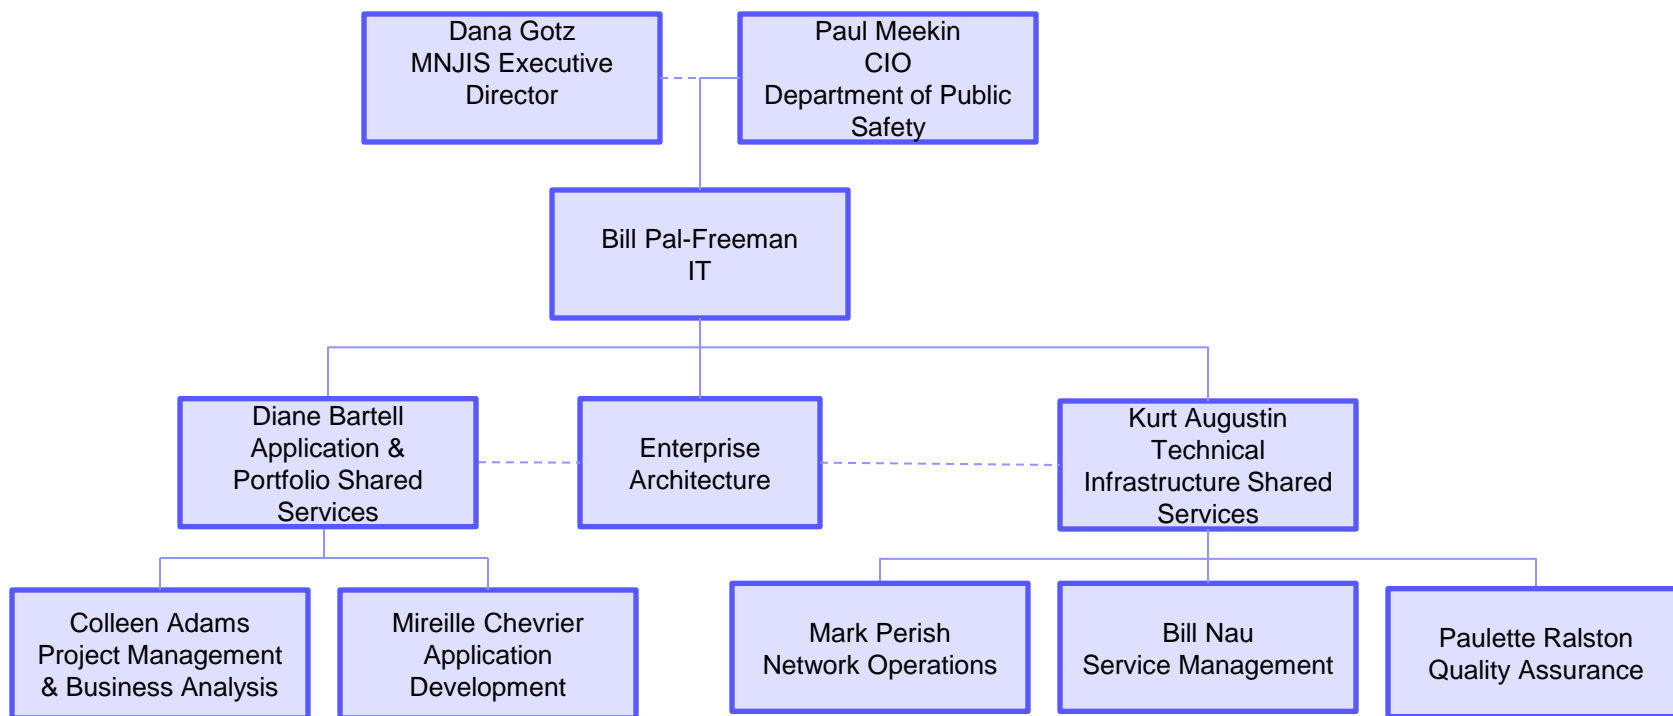 Dana Gotz
MNJIS Executive
Director
Paul Meekin
CIO
Department of Public
Safety
Bill Pal-Freeman
IT
Diane Bartell
Application &
Portfolio Shared
Services
Enterprise
Architecture
Kurt Augustin
Technical
Infrastructure Shared
Services
Colleen Adams
Project Management
& Business Analysis
Mireille Chevrier
Application
Development
Mark Perish
Network Operations
Bill Nau
Service Management
Paulette Ralston
Quality Assurance